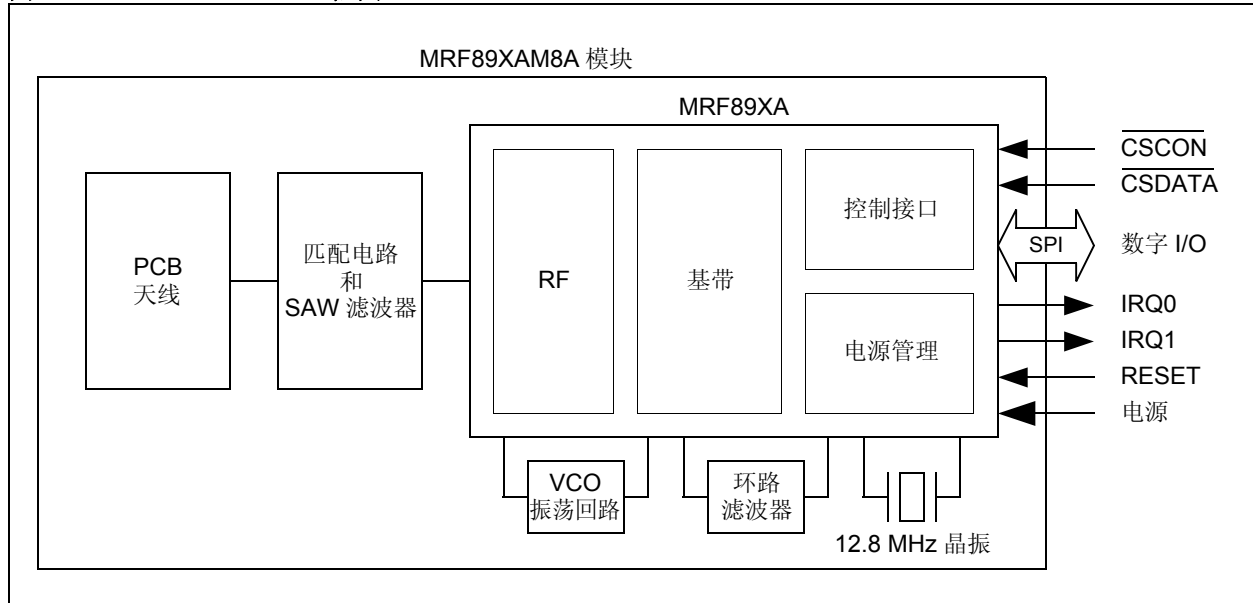 MRF89XAM8A 模块
MRF89XA
PCB
天线
匹配电路
和
SAW 滤波器
RF
基带
控制接口
电源管理
CSCON
CSDATA
SPI
数字 I/O
IRQ0
IRQ1
RESET
电源
VCO
振荡回路
环路
滤波器
12.8 MHz 晶振